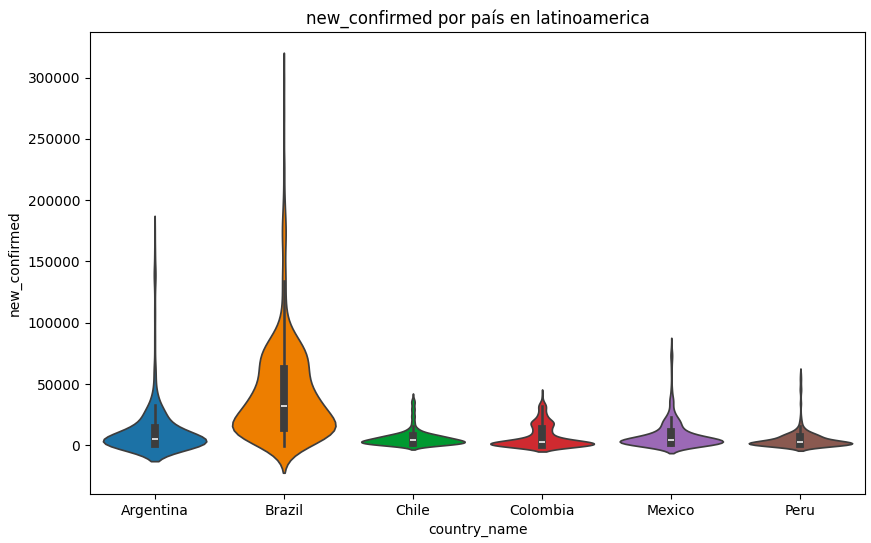 new_confirmed por país en latinoamerica
new_confirmed
300000
250000
200000
150000
100000
50000
0
Argentina Brazil Chile Colombia Mexico Peru
country_name